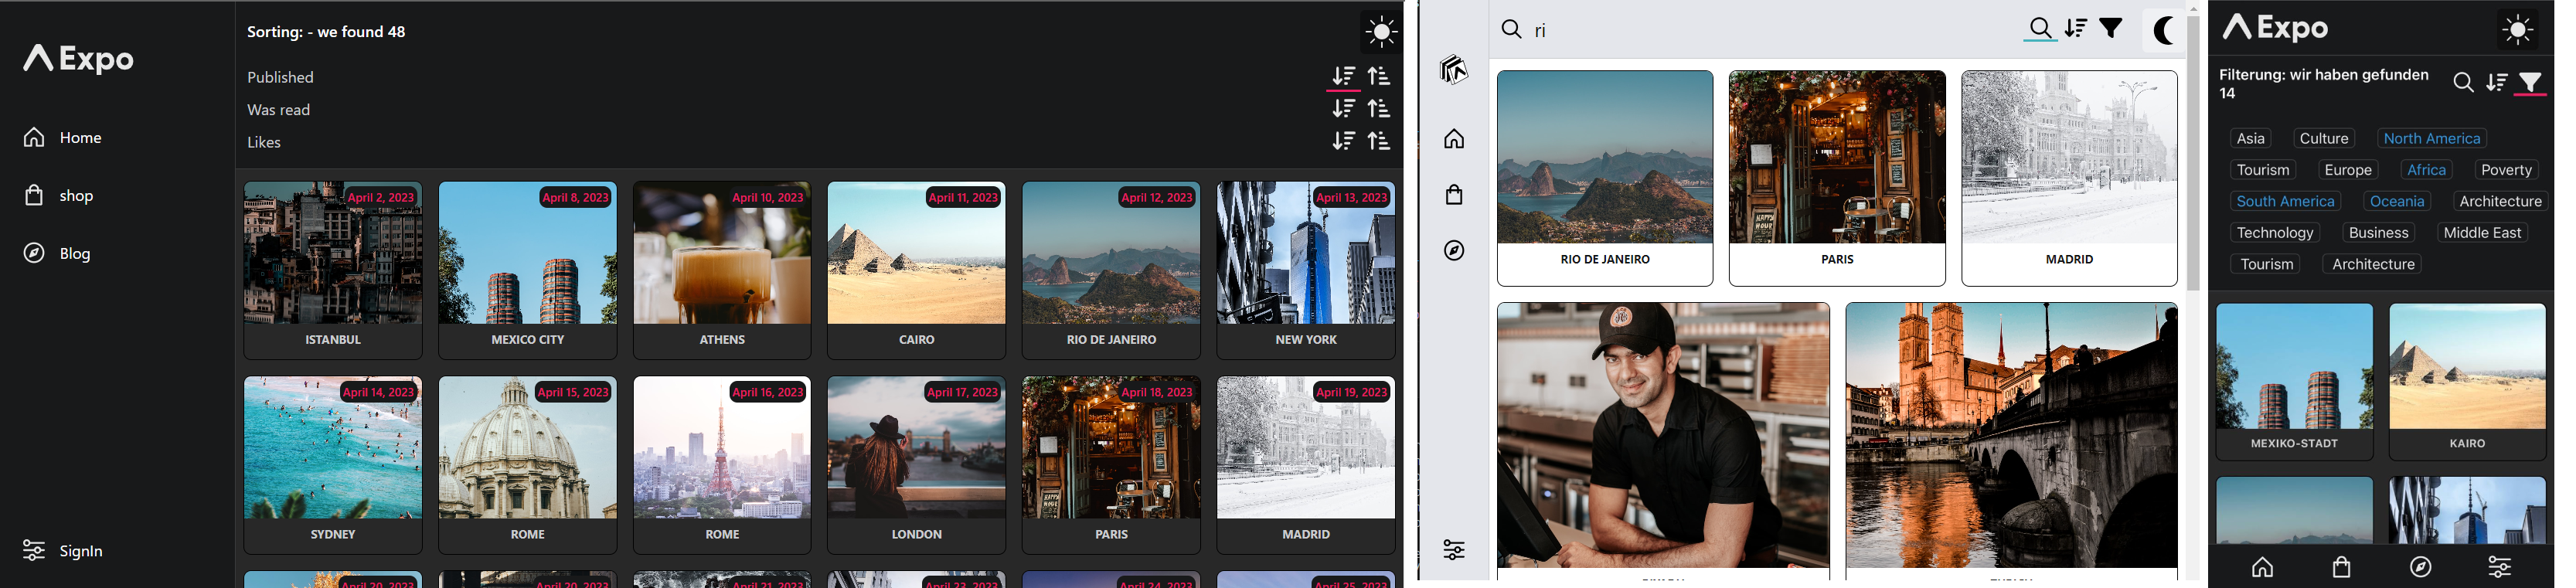 Expo
Home
shop
Blog
SignIn
Sorting: - we found 48
Published
Was read
Likes
April 2, 2023
ISTANBUL
April 8, 2023
MEXICO CITY
April 10, 2023
ATHENS
April 11, 2023
CAIRO
April 12, 2023
RIO DE JANEIRO
April 13, 2023
NEW YORK
April 14, 2023
SYDNEY
April 15, 2023
ROME
April 16, 2023
ROME
April 17, 2023
LONDON
April 18, 2023
PARIS
April 19, 2023
MADRID
April 20, 2023
April 20, 2023
April 21, 2023
April 23, 2023
April 24, 2023
April 25, 2023
ri
RIO DE JANEIRO
PARIS
MADRID
Expo
Filterung: wir haben gefunden
14
Asia Culture North America
Tourism Europe Africa Poverty
South America Oceania Architecture
Technology Business Middle East
Tourism Architecture
MEXIKO-STADT
KAIRO